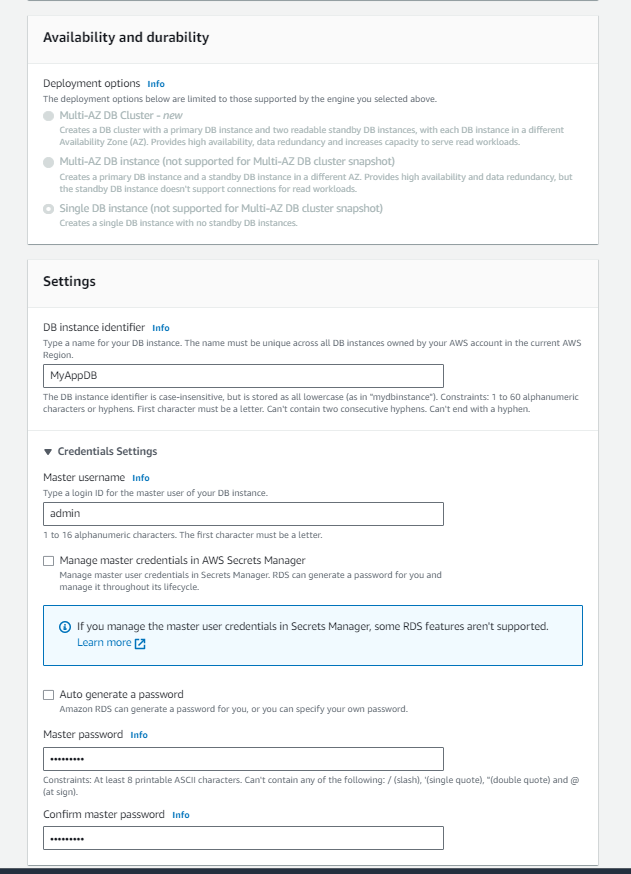 Availability and durability
Deployment options Info
The deployment options below are limited to those supported by the engine you selected above.
Multi-AZ DB Cluster - new
Creates a DB cluster with a primary DB instance and two readable standby DB instances, with each DB instance in a different
Availability Zone (AZ). Provides high availability, data redundancy and increases capacity to serve read workloads.
Multi-AZ DB instance (not supported for Multi-AZ DB cluster snapshot)
Creates a primary DB instance and a standby DB instance in a different AZ. Provides high availability and data redundancy, but
the standby DB instance doesn't support connections for read workloads.
Single DB instance (not supported for Multi-AZ DB cluster snapshot)
Creates a single DB instance with no standby DB instances.
Settings
DB instance identifier Info
Type a name for your DB instance. The name must be unique across all DB instances owned by your AWS account in the current AWS
Region.
MyAppDB
The DB instance identifier is case-insensitive, but is stored as all lowercase (as in "mydbinstance"). Constraints: 1 to 60 alphanumeric
characters or hyphens. First character must be a letter. Can't contain two consecutive hyphens. Can't end with a hyphen.
Credentials Settings
Master username Info
Type a login ID for the master user of your DB instance.
admin
1 to 16 alphanumeric characters. The first character must be a letter.
Manage master credentials in AWS Secrets Manager
Manage master user credentials in Secrets Manager. RDS can generate a password for you and
manage it throughout its lifecycle.
If you manage the master user credentials in Secrets Manager, some RDS features aren't supported.
Learn more
Auto generate a password
Amazon RDS can generate a password for you, or you can specify your own password.
Master password Info
•••••••••
Constraints: At least 8 printable ASCII characters. Can't contain any of the following: / (slash), '(single quote), "(double quote) and @
(at sign).
Confirm master password Info
•••••••••